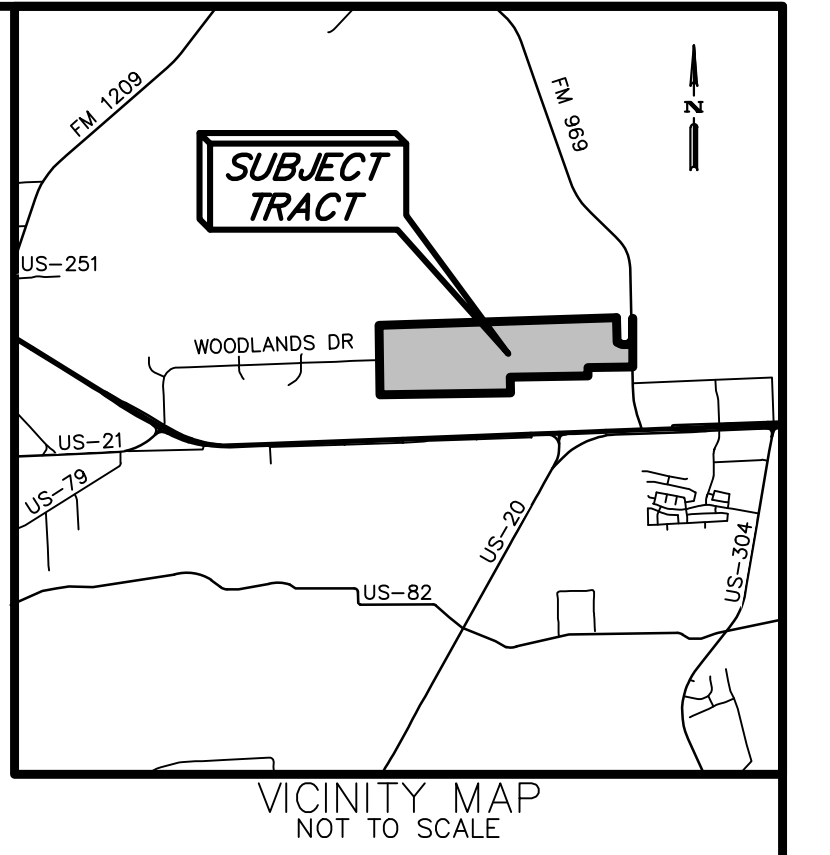 FM 1209
FM 969
N
SUBJECT
TRACT
US-251
WOODLANDS DR
US-21
US-79
US-20
US-304
US-82
VICINITY MAP
NOT TO SCALE